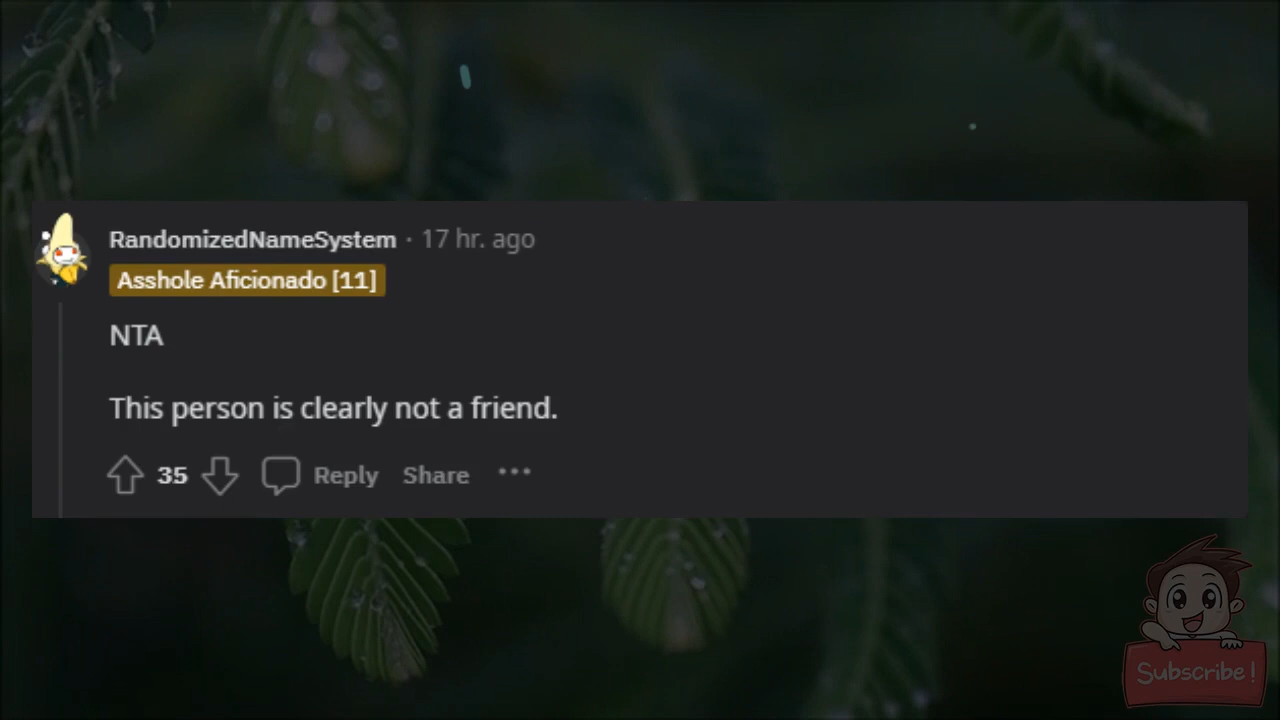 RandomizedNameSystem · 17 hr. ago
Asshole Aficionado [11]
NTA
This person is clearly not a friend.
35 Reply Share ···
Subscribe!